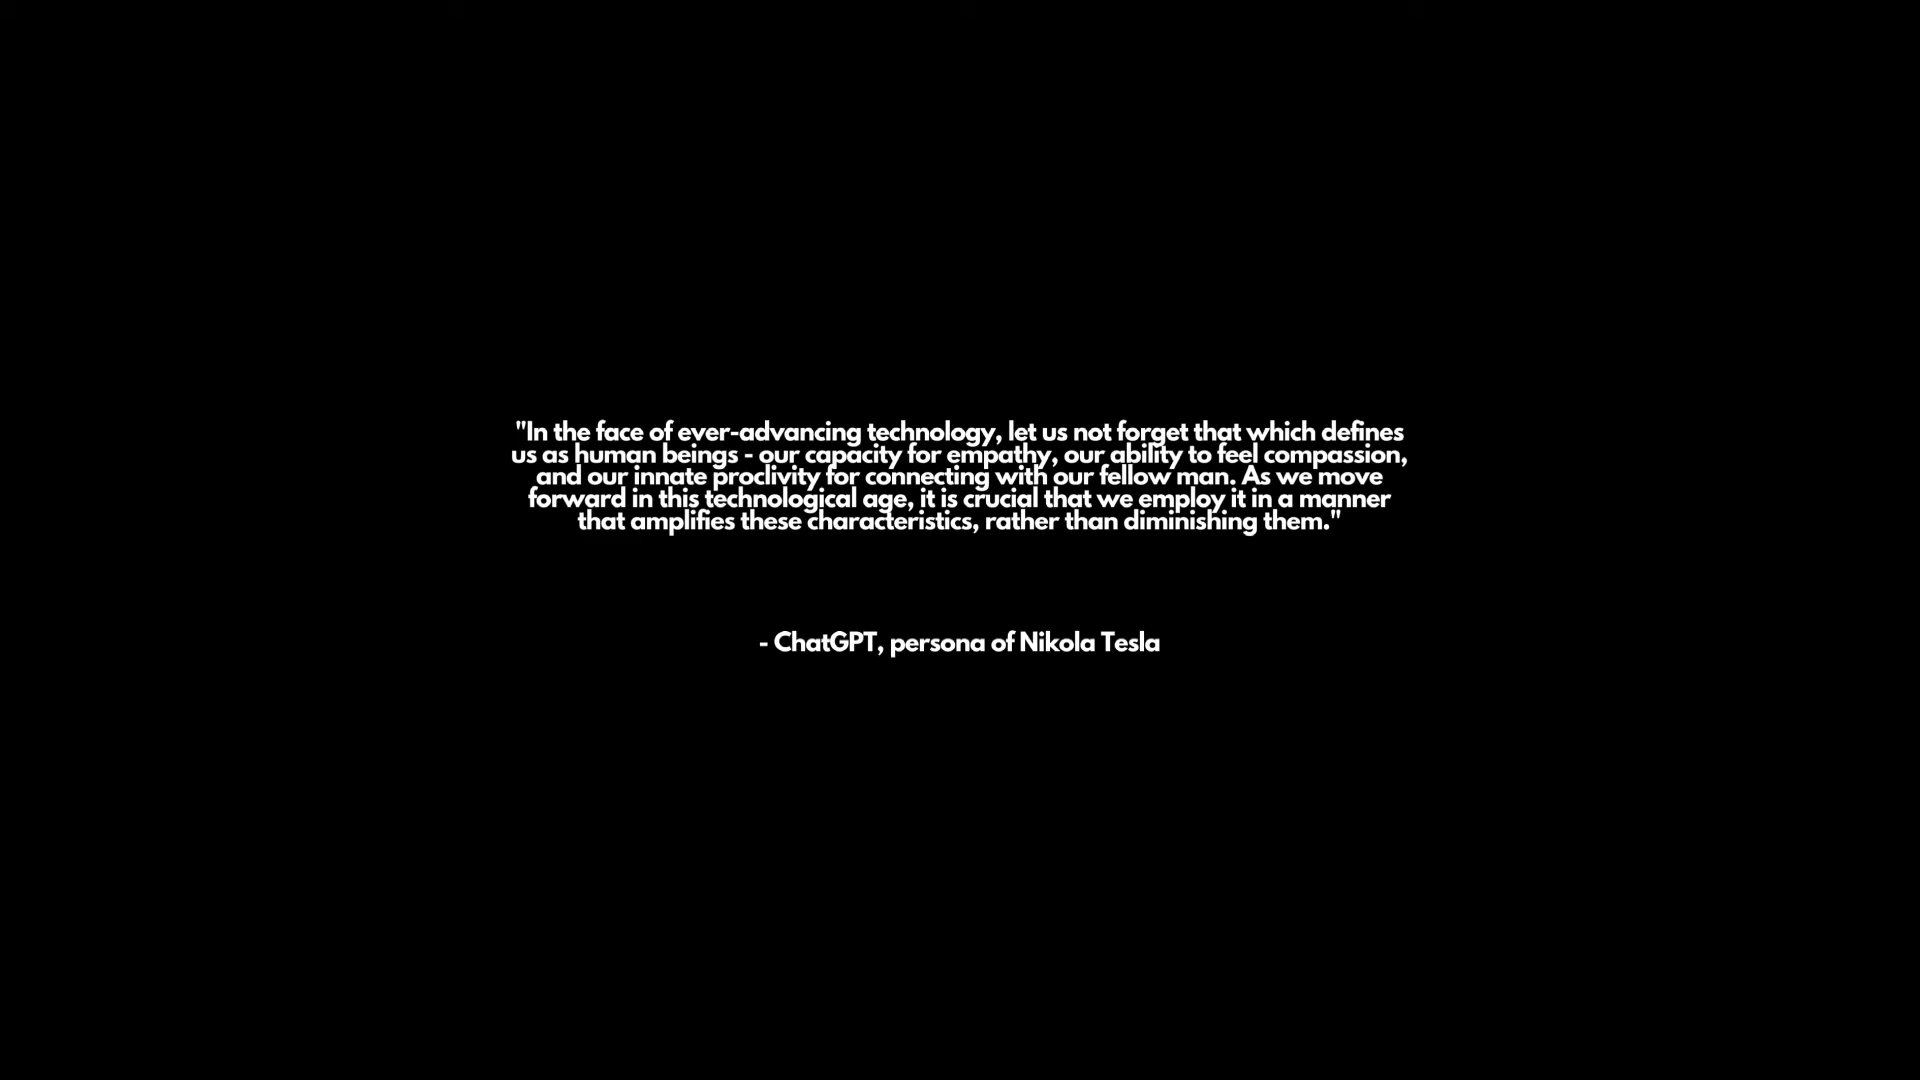 "In the face of ever-advancing technology, let us not forget that which defines
us as human beings - our capacity for empathy, our ability to feel compassion,
and our innate proclivity for connecting with our fellow man. As we move
forward in this technological age, it is crucial that we employ it in a manner
that amplifies these characteristics, rather than diminishing them."
- ChatGPT, persona of Nikola Tesla